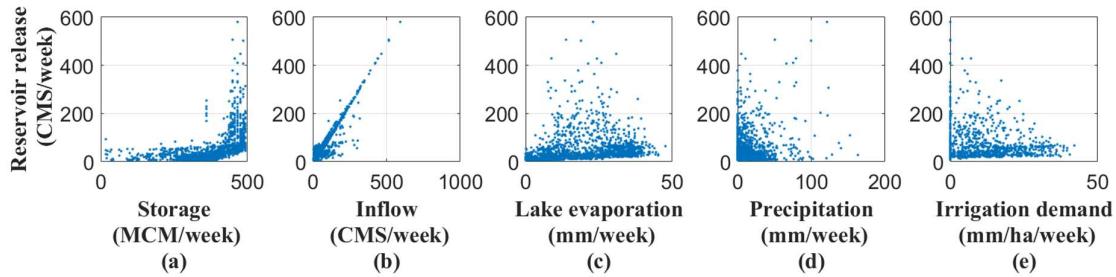 Reservoir release
(CMS/week)
600
400
200
0
0
500
Storage
(MCM/week)
(a)
600
400
200
0
0
500
1000
Inflow
(CMS/week)
(b)
600
400
200
0
0
50
Lake evaporation
(mm/week)
(c)
600
400
200
0
0
100
200
Precipitation
(mm/week)
(d)
600
400
200
0
0
50
Irrigation demand
(mm/ha/week)
(e)